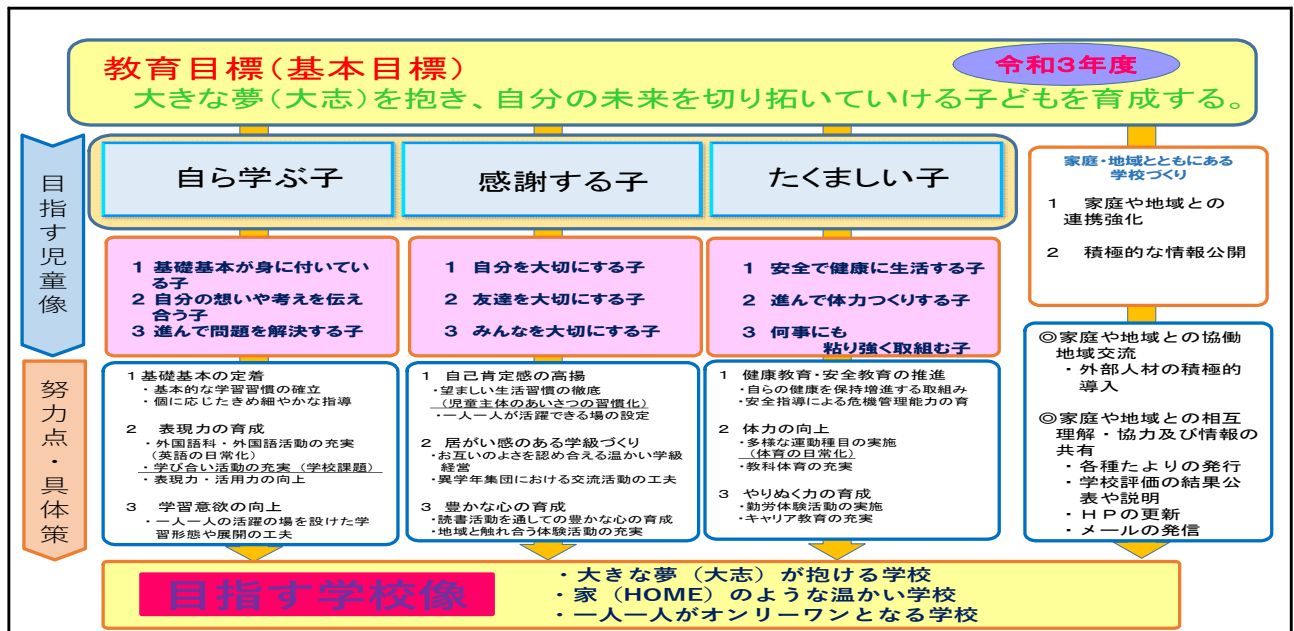 教育目標(基本目標)
令和3年度
大きな夢(大志)を抱き、自分の未来を切り拓いていける子どもを育成する。
目指す児童像
自ら学ぶ子
感謝する子
たくましい子
1 基礎基本が身に付いてい
る子
2 自分の想いや考えを伝え
合う子
3 進んで問題を解決する子
1 自分を大切にする子
2 友達を大切にする子
3 みんなを大切にする子
1 安全で健康に生活する子
2 進んで体力つくりする子
3 何事にも
粘り強く取組む子
家庭・地域とともにある
学校づくり
1 家庭や地域との
連携強化
2 積極的な情報公開
努力点・具体策
1 基礎基本の定着
・基本的な学習習慣の確立
・個に応じたきめ細やかな指導
2 表現力の育成
・外国語科・外国語活動の充実
(英語の日常化)
・学び合い活動の充実(学校課題)
・表現力・活用力の向上
3 学習意欲の向上
・一人一人の活躍の場を設けた学
習形態や展開の工夫
1 自己肯定感の高揚
・望ましい生活習慣の徹底
(児童主体のあいさつの習慣化)
・一人一人が活躍できる場の設定
2 居がい感のある学級づくり
・お互いのよさを認め合える温かい学級
経営
・異学年集団における交流活動の工夫
3 豊かな心の育成
・読書活動を通しての豊かな心の育成
・地域と触れ合う体験活動の充実
1 健康教育・安全教育の推進
・自らの健康を保持増進する取組み
・安全指導による危機管理能力の育
2 体力の向上
・多様な運動種目の実施
(体育の日常化)
・教科体育の充実
3 やりぬく力の育成
・勤労体験活動の実施
・キャリア教育の充実
◎家庭や地域との協働
地域交流
・外部人材の積極的
導入
◎家庭や地域との相互
理解・協力及び情報の
共有
・各種たよりの発行
・学校評価の結果公
表や説明
・HPの更新
・メールの発信
目指す学校像
・大きな夢(大志)が抱ける学校
・家(HOME)のような温かい学校
・一人一人がオンリーワンとなる学校